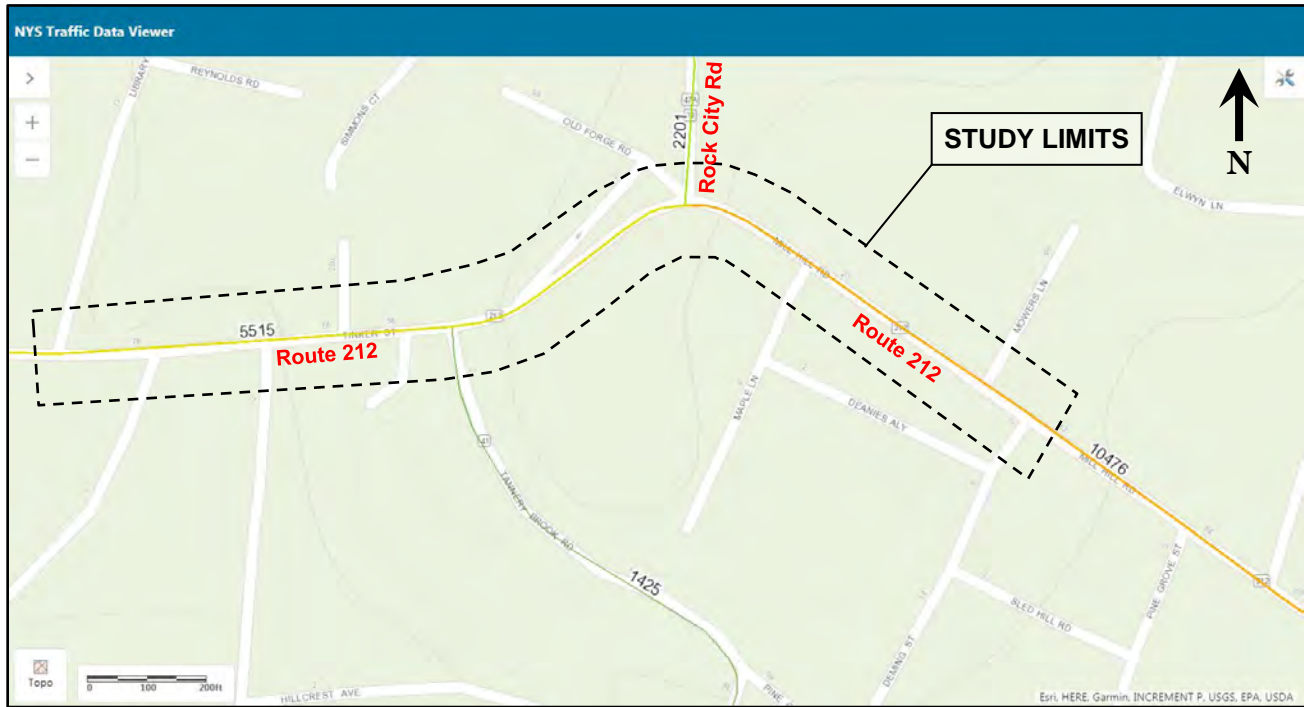 NYS Traffic Data Viewer
REYNOLDS RD
LIBRARY
SIMMONS CT
OLD FORGE RD
2201
Rock City Rd
STUDY LIMITS
N
ELWYN LN
MILL HILL RD
MOWERS LN
5515
TINKER ST
Route 212
Route 212
MAPLE LN
DEANIES ALY
10476
MILL HILL RD
41
TANNERY BROOK RD
1425
212
PINE GROVE ST
SLED HILL RD
DEMING ST
HILLCREST AVE
PINE
Topo
0 100 200ft
Esri, HERE, Garmin, INCREMENT P, USGS, EPA, USDA